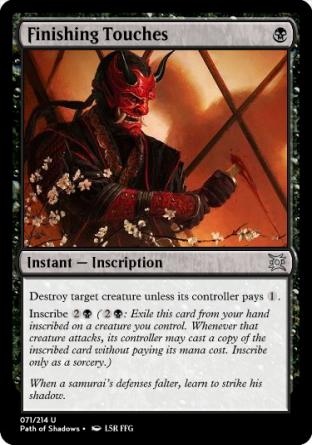 Finishing Touches
Instant — Inscription
Destroy target creature unless its controller pays 1.
Inscribe 2 (2: Exile this card from your hand
inscribed on a creature you control. Whenever that
creature attacks, its controller may cast a copy of the
inscribed card without paying its mana cost. Inscribe
only as a sorcery.)
When a samurai's defenses falter, learn to strike his
shadow.
071/214 U
Path of Shadows • LSR FFG